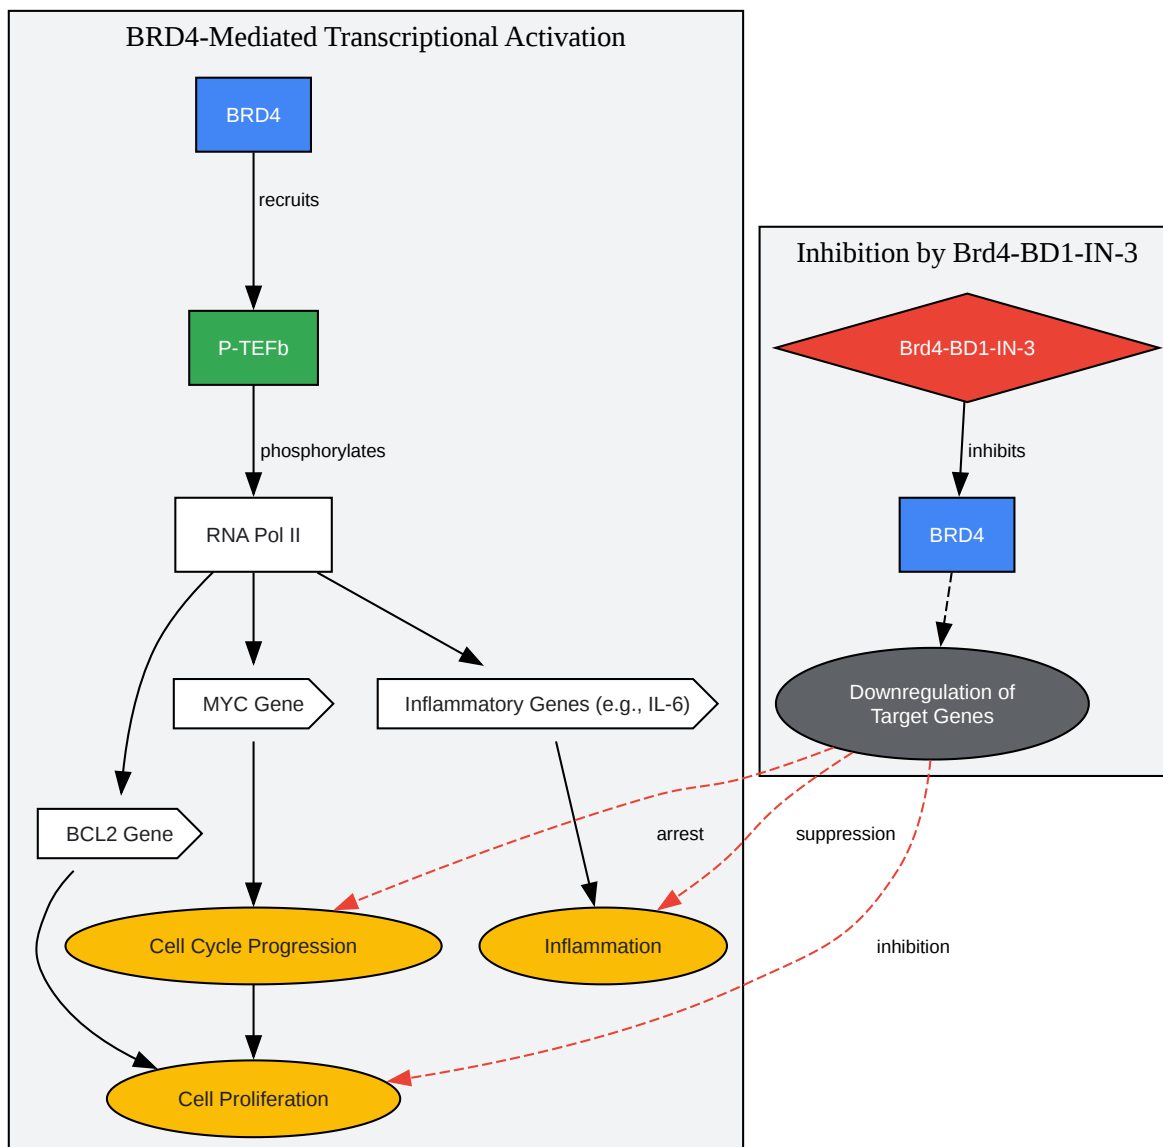 BRD4-Mediated Transcriptional Activation
BRD4
recruits
P-TEFb
phosphorylates
RNA Pol II
MYC Gene
Inflammatory Genes (e.g., IL-6)
BCL2 Gene
Cell Cycle Progression
Inflammation
Cell Proliferation
Inhibition by Brd4-BD1-IN-3
Brd4-BD1-IN-3
inhibits
BRD4
Downregulation of
Target Genes
arrest
suppression
inhibition